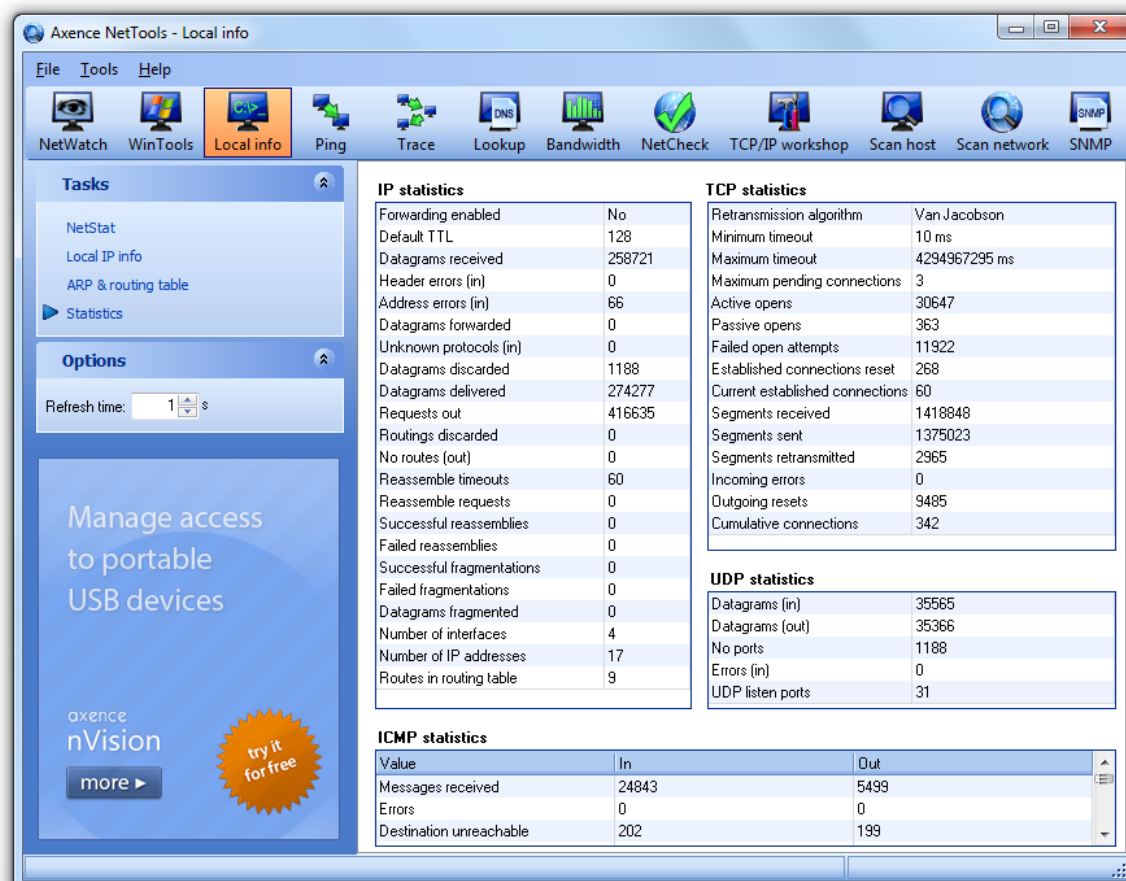 Axence NetTools - Local info
File Tools Help
NetWatch WinTools Local info Ping Trace Lookup Bandwidth NetCheck TCP/IP workshop Scan host Scan network SNMP
C:\>_
DNS
SNMP
Tasks
NetStat
Local IP info
ARP & routing table
Statistics
Options
Refresh time: 1 s
Manage access
to portable
USB devices
axence
nVision
more
try it
for free
IP statistics
Forwarding enabled No
Default TTL 128
Datagrams received 258721
Header errors (in) 0
Address errors (in) 66
Datagrams forwarded 0
Unknown protocols (in) 0
Datagrams discarded 1188
Datagrams delivered 274277
Requests out 416635
Routings discarded 0
No routes (out) 0
Reassemble timeouts 60
Reassemble requests 0
Successful reassemblies 0
Failed reassemblies 0
Successful fragmentations 0
Failed fragmentations 0
Datagrams fragmented 0
Number of interfaces 4
Number of IP addresses 17
Routes in routing table 9
TCP statistics
Retransmission algorithm Van Jacobson
Minimum timeout 10 ms
Maximum timeout 4294967295 ms
Maximum pending connections 3
Active opens 30647
Passive opens 363
Failed open attempts 11922
Established connections reset 268
Current established connections 60
Segments received 1418848
Segments sent 1375023
Segments retransmitted 2965
Incoming errors 0
Outgoing resets 9485
Cumulative connections 342
UDP statistics
Datagrams (in) 35565
Datagrams (out) 35366
No ports 1188
Errors (in) 0
UDP listen ports 31
ICMP statistics
Value In Out
Messages received 24843 5499
Errors 0 0
Destination unreachable 202 199